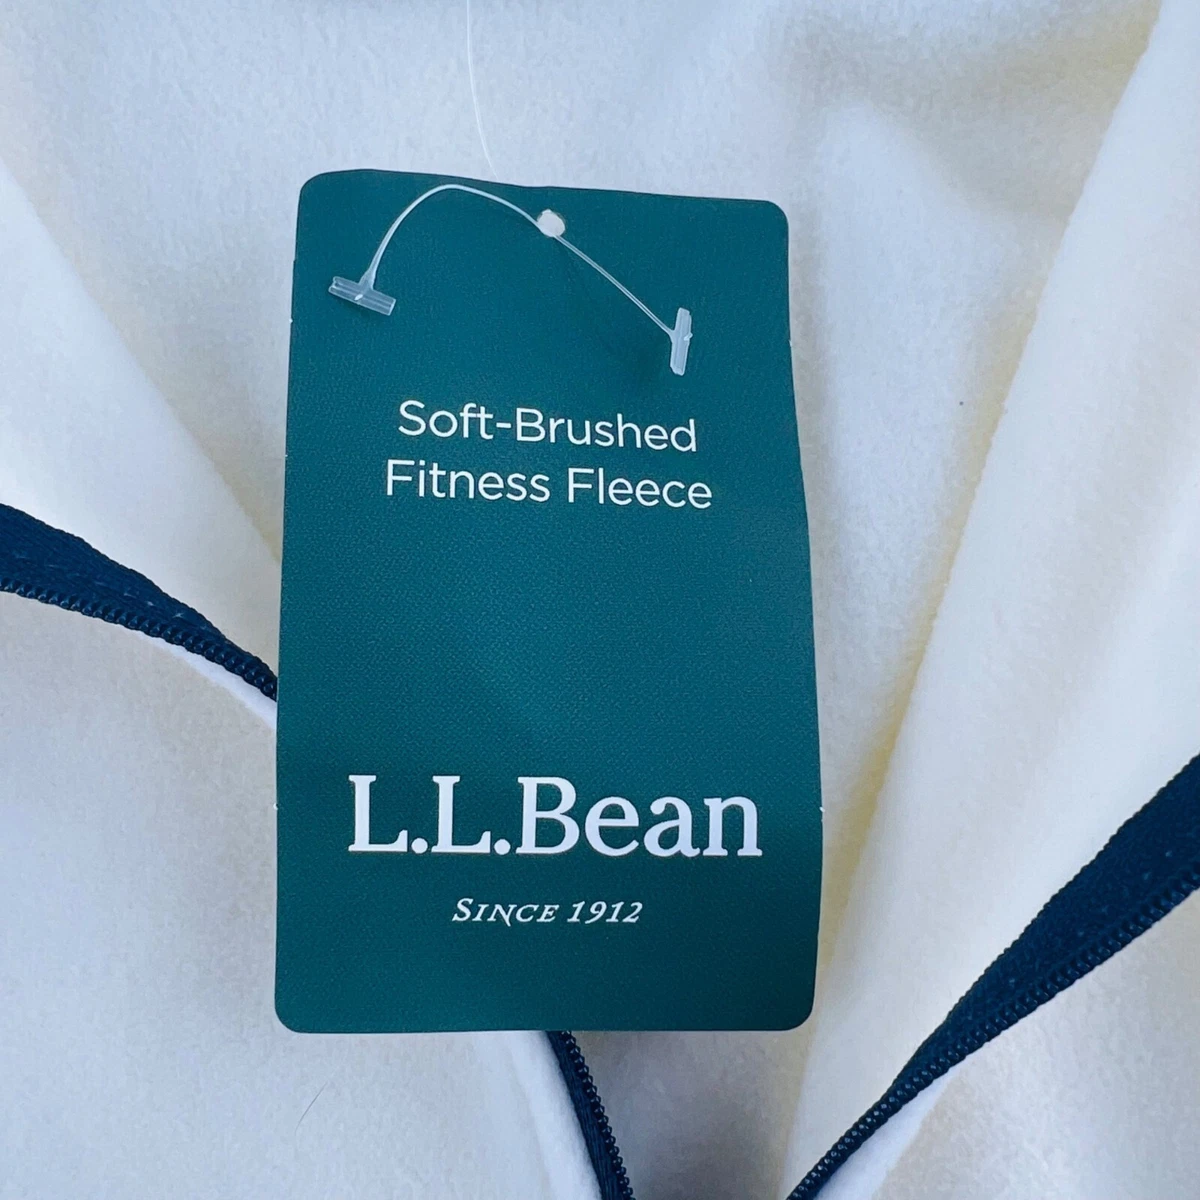 Soft-Brushed
Fitness Fleece
L.L.Bean
SINCE 1912